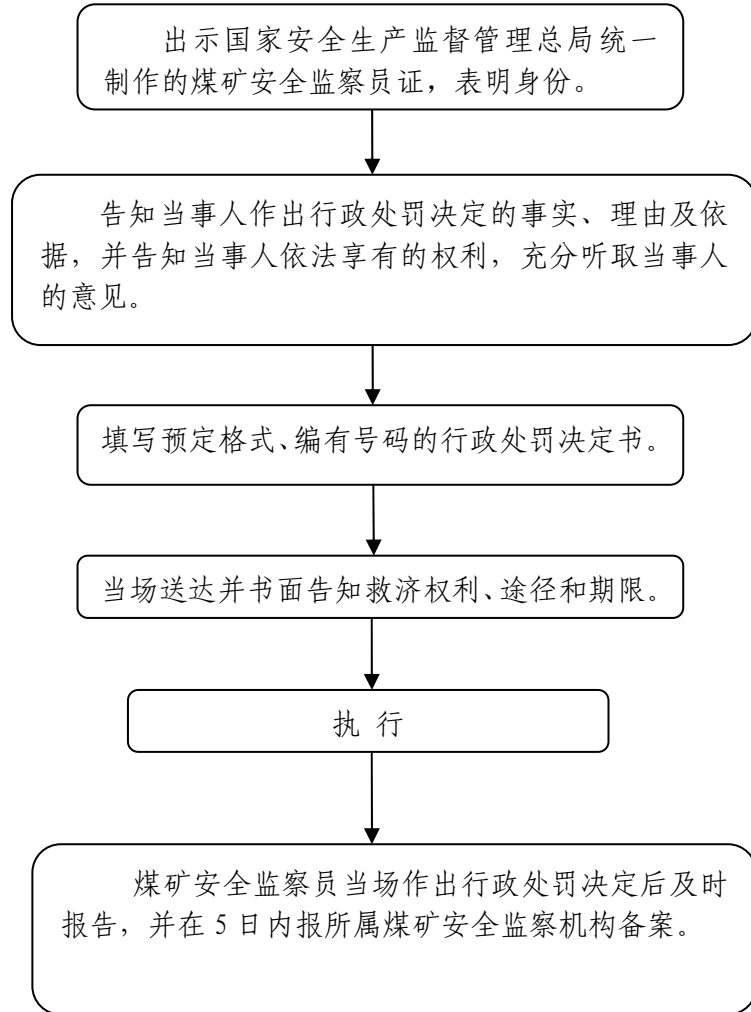 出示国家安全生产监督管理总局统一
制作的煤矿安全监察员证，表明身份。
告知当事人作出行政处罚决定的事实、理由及依
据，并告知当事人依法享有的权利，充分听取当事人
的意见。
填写预定格式、编有号码的行政处罚决定书。
当场送达并书面告知救济权利、途径和期限。
执 行
煤矿安全监察员当场作出行政处罚决定后及时
报告，并在 5 日内报所属煤矿安全监察机构备案。